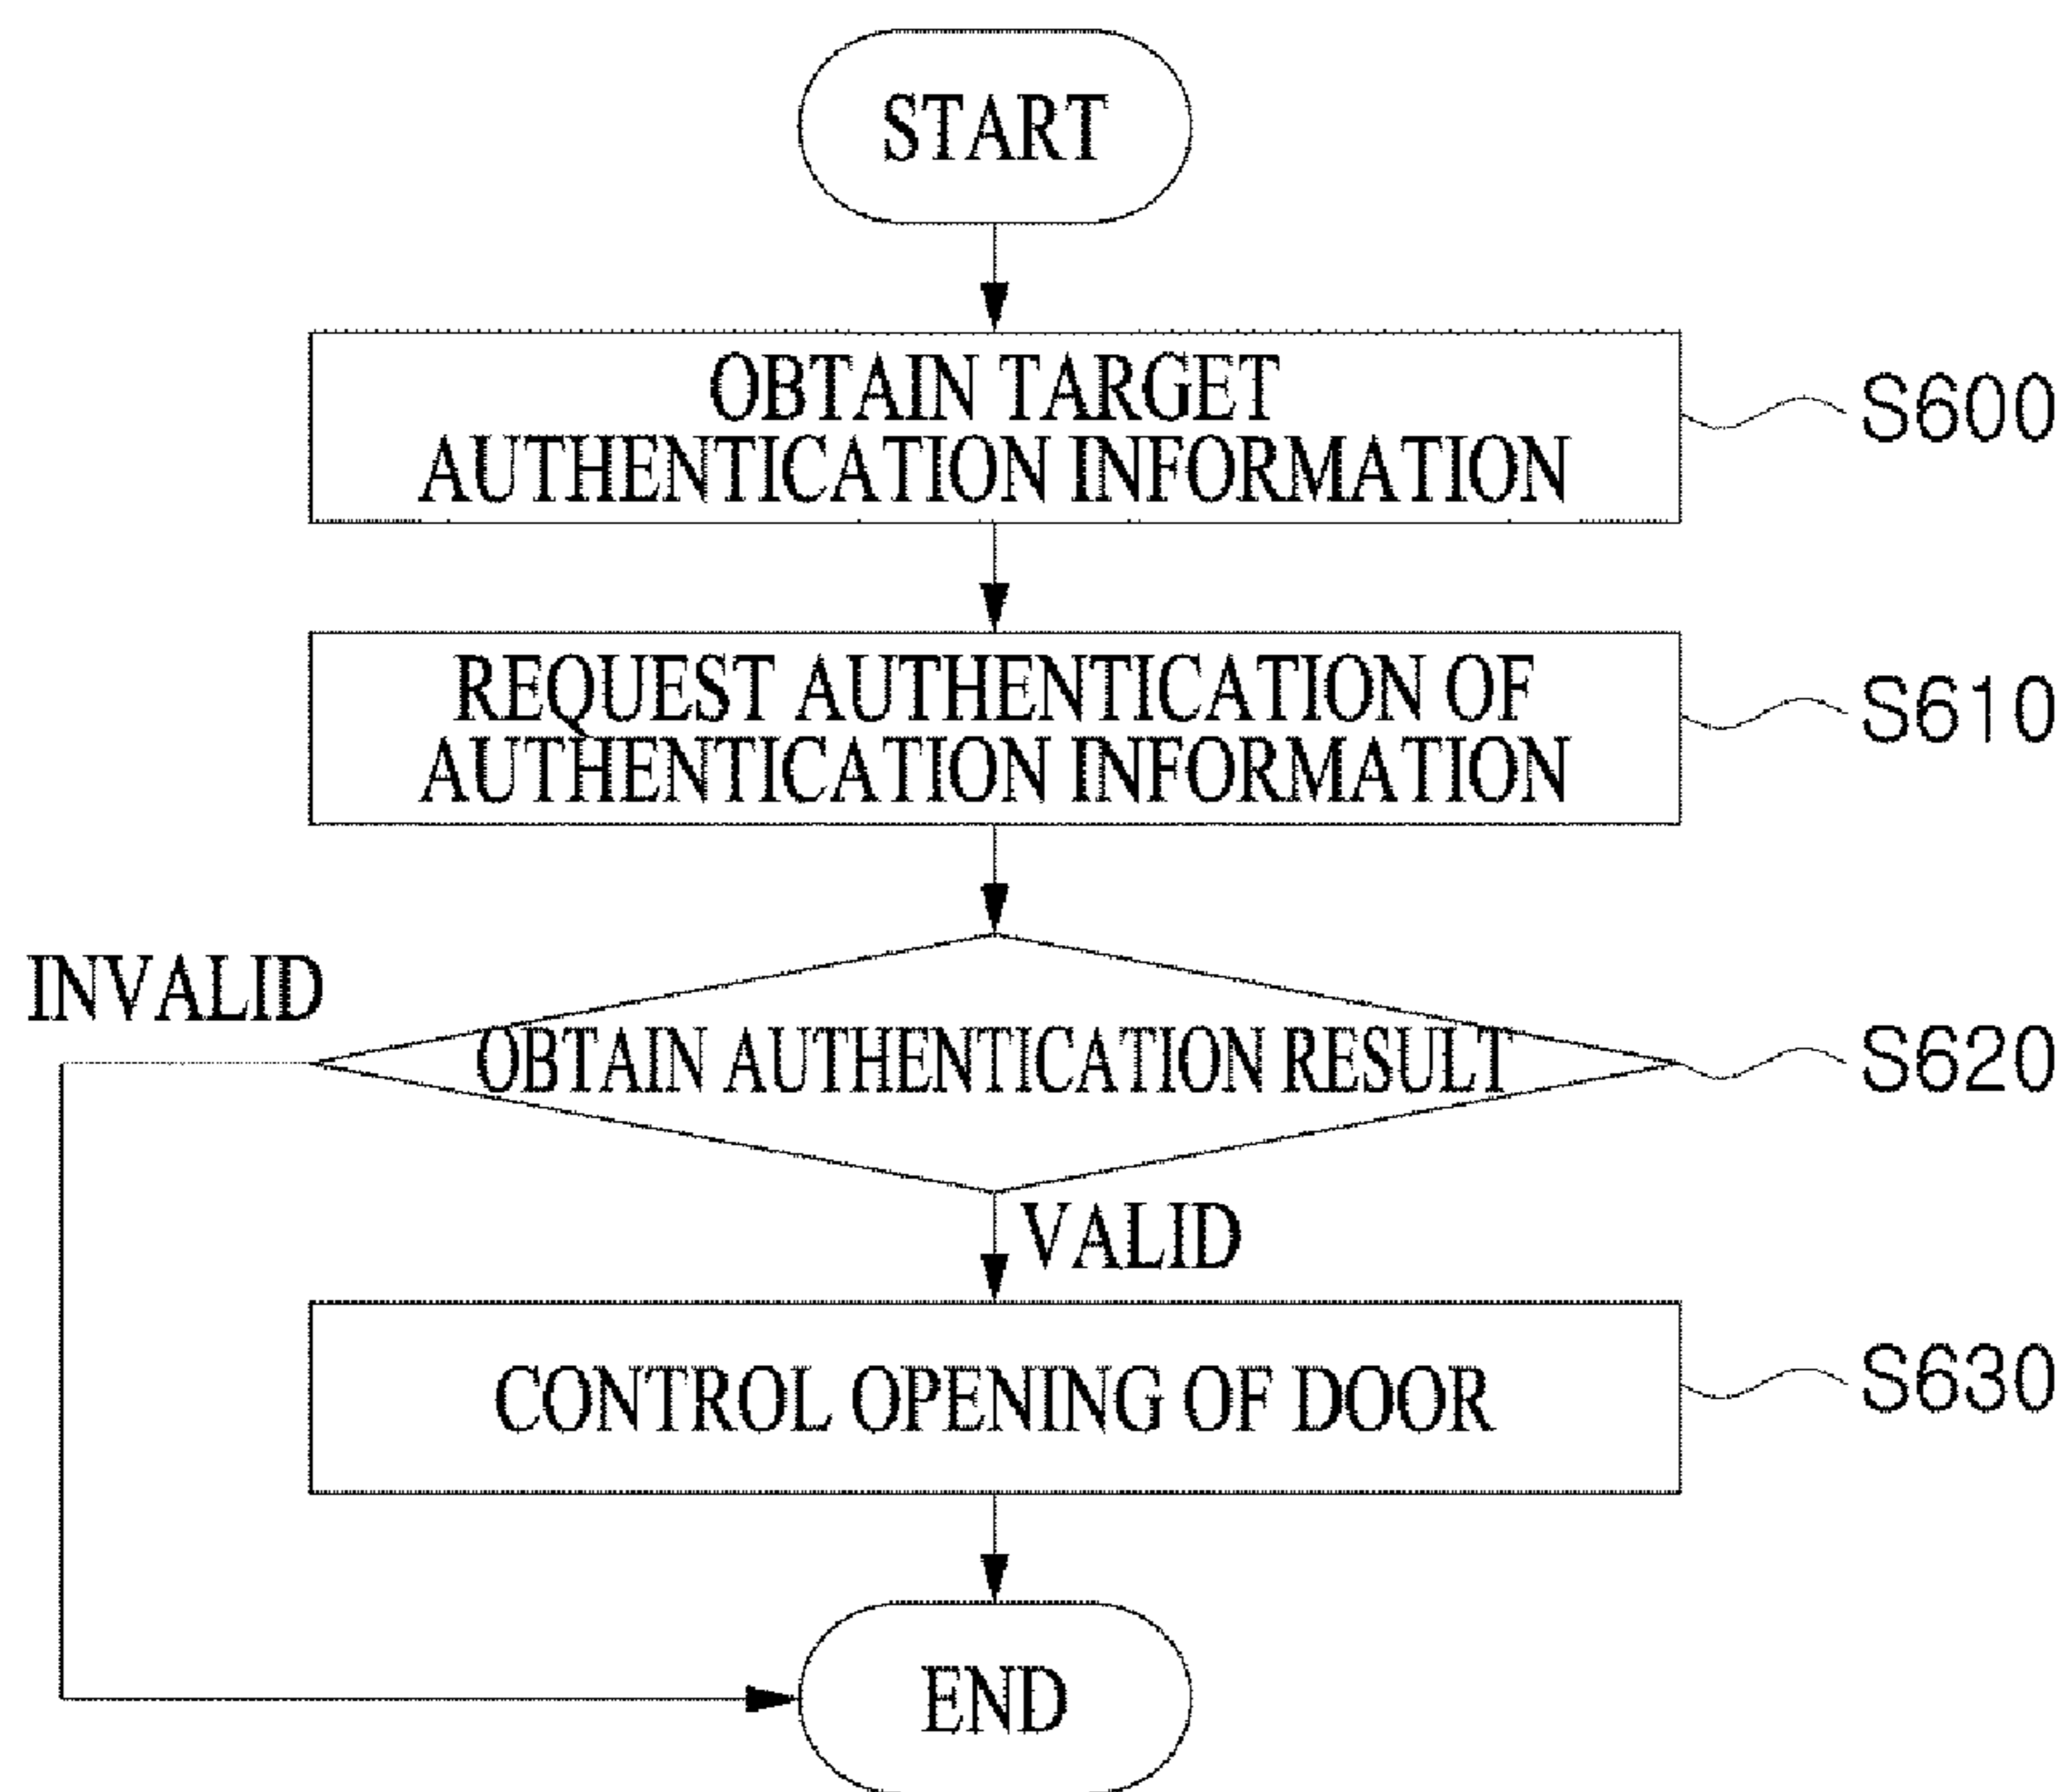 START
OBTAIN TARGET
AUTHENTICATION INFORMATION
S600
REQUEST AUTHENTICATION OF
AUTHENTICATION INFORMATION
S610
INVALID
OBTAIN AUTHENTICATION RESULT
S620
VALID
CONTROL OPENING OF DOOR
S630
END